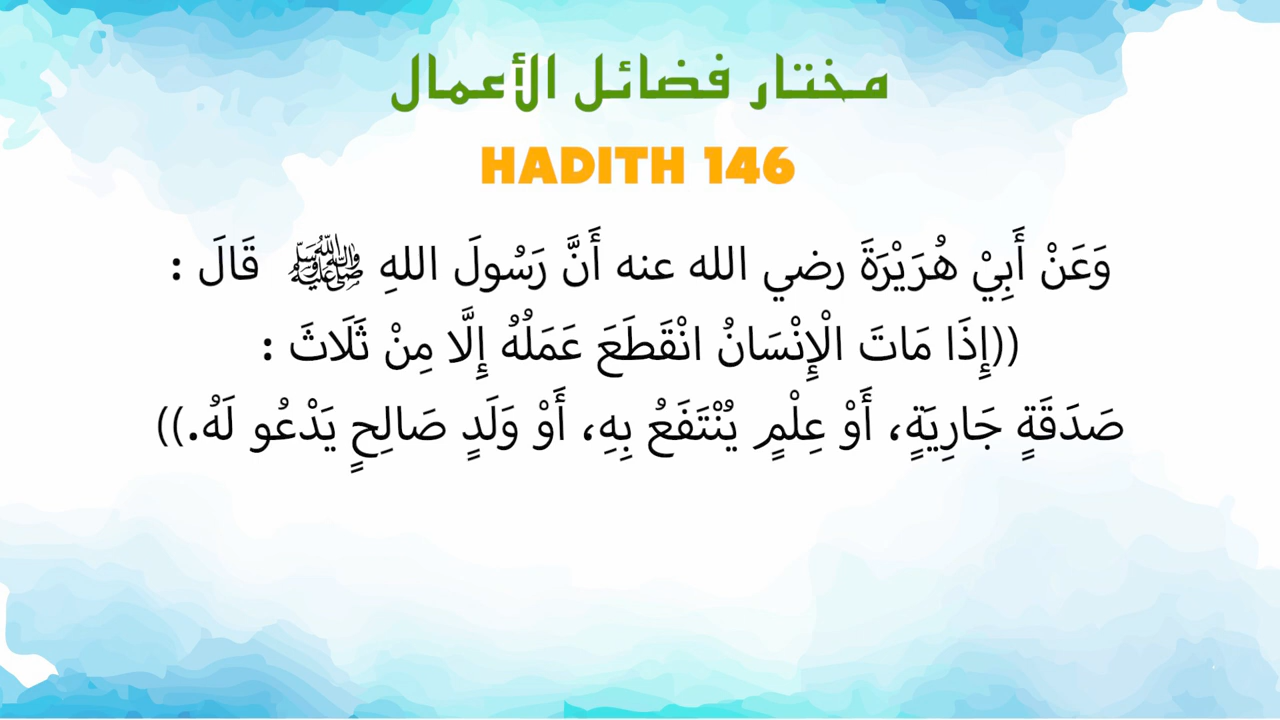 مختار فضائل الأعمال
HADITH 146
وَعَنْ أَبِيْ هُرَيْرَةَ رضي الله عنه أَنَّ رَسُولَ اللهِ ﷺ قَالَ :
((إِذَا مَاتَ الْإِنْسَانُ انْقَطَعَ عَمَلُهُ إِلَّا مِنْ ثَلَاثَ :
صَدَقَةٍ جَارِيَةٍ، أَوْ عِلْمٍ يُنْتَفَعُ بِهِ، أَوْ وَلَدٍ صَالِحٍ يَدْعُو لَهُ.))